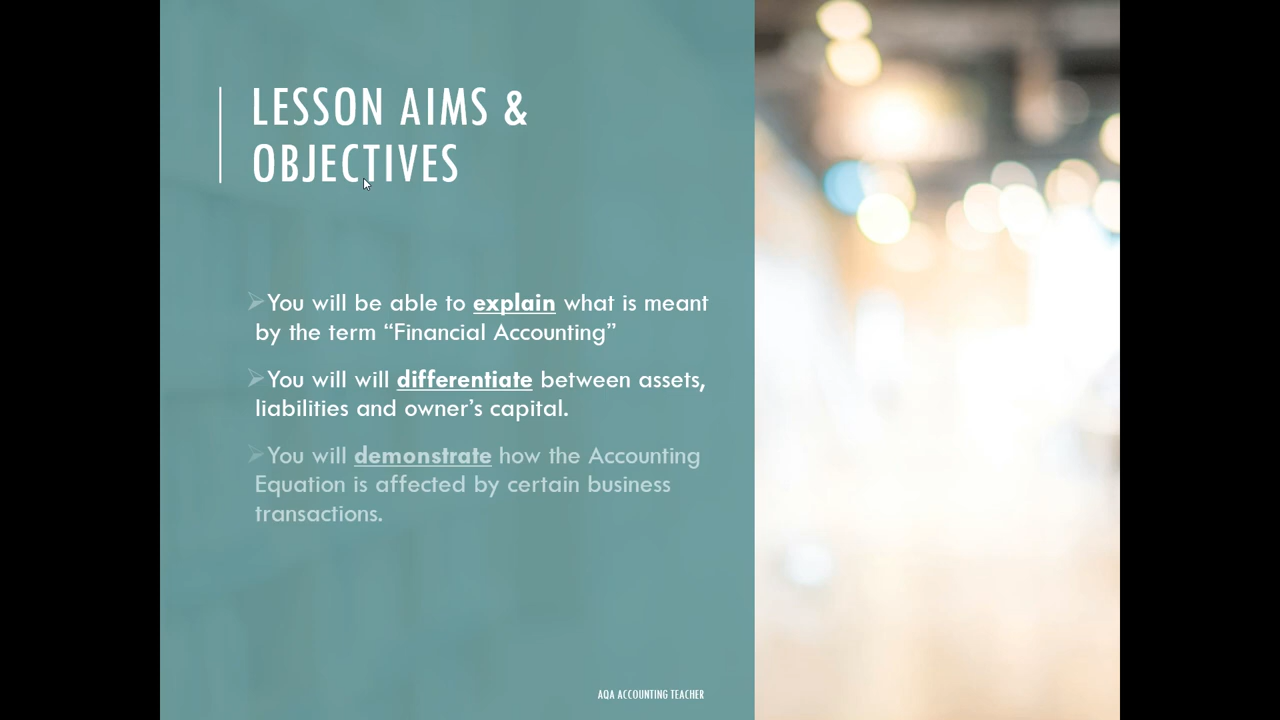 LESSON AIMS &
OBJECTIVES
You will be able to explain what is meant
by the term “Financial Accounting”
You will will differentiate between assets,
liabilities and owner’s capital.
You will demonstrate how the Accounting
Equation is affected by certain business
transactions.
AQA ACCOUNTING TEACHER